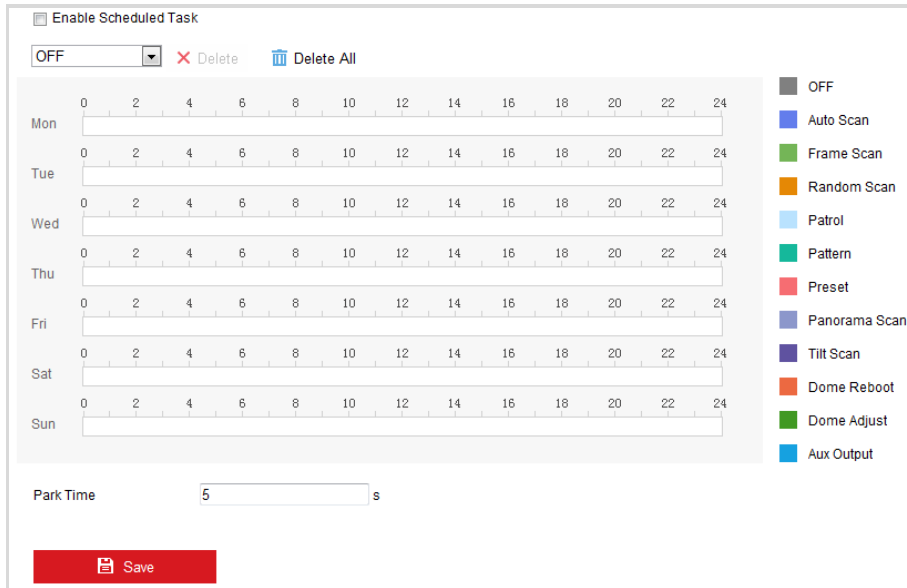 Enable Scheduled Task
OFF Delete Delete All
0 2 4 6 8 10 12 14 16 18 20 22 24
Mon
0 2 4 6 8 10 12 14 16 18 20 22 24
Tue
0 2 4 6 8 10 12 14 16 18 20 22 24
Wed
0 2 4 6 8 10 12 14 16 18 20 22 24
Thu
0 2 4 6 8 10 12 14 16 18 20 22 24
Fri
0 2 4 6 8 10 12 14 16 18 20 22 24
Sat
0 2 4 6 8 10 12 14 16 18 20 22 24
Sun
OFF
Auto Scan
Frame Scan
Random Scan
Patrol
Pattern
Preset
Panorama Scan
Tilt Scan
Dome Reboot
Dome Adjust
Aux Output
Park Time 5 s
Save